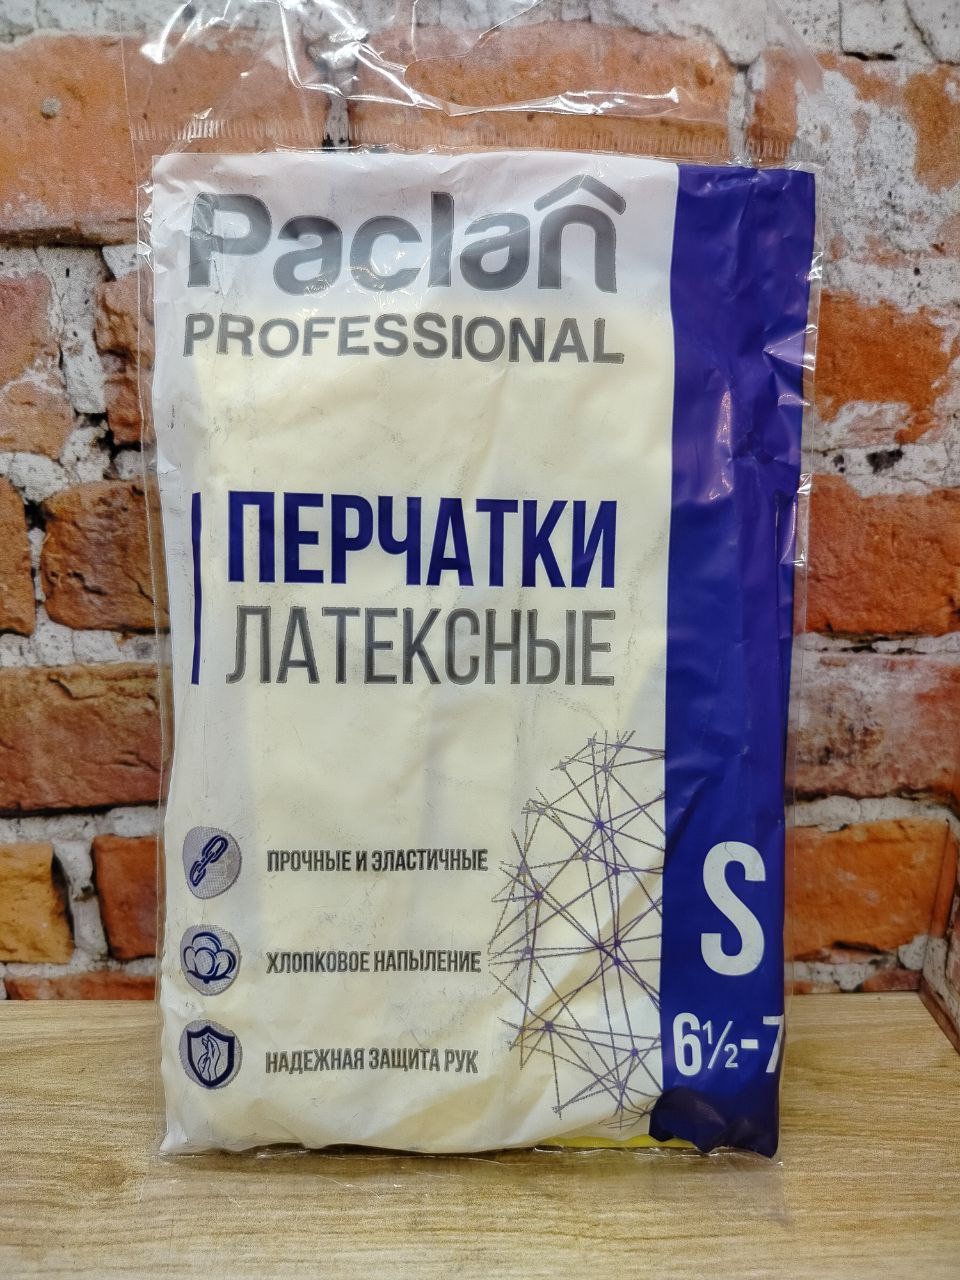 Paclan
PROFESSIONAL
ПЕРЧАТКИ
ЛАТЕКСНЫЕ
ПРОЧНЫЕ И ЭЛАСТИЧНЫЕ
ХЛОПКОВОЕ НАПЫЛЕНИЕ
НАДЕЖНАЯ ЗАЩИТА РУК
S
6½-7